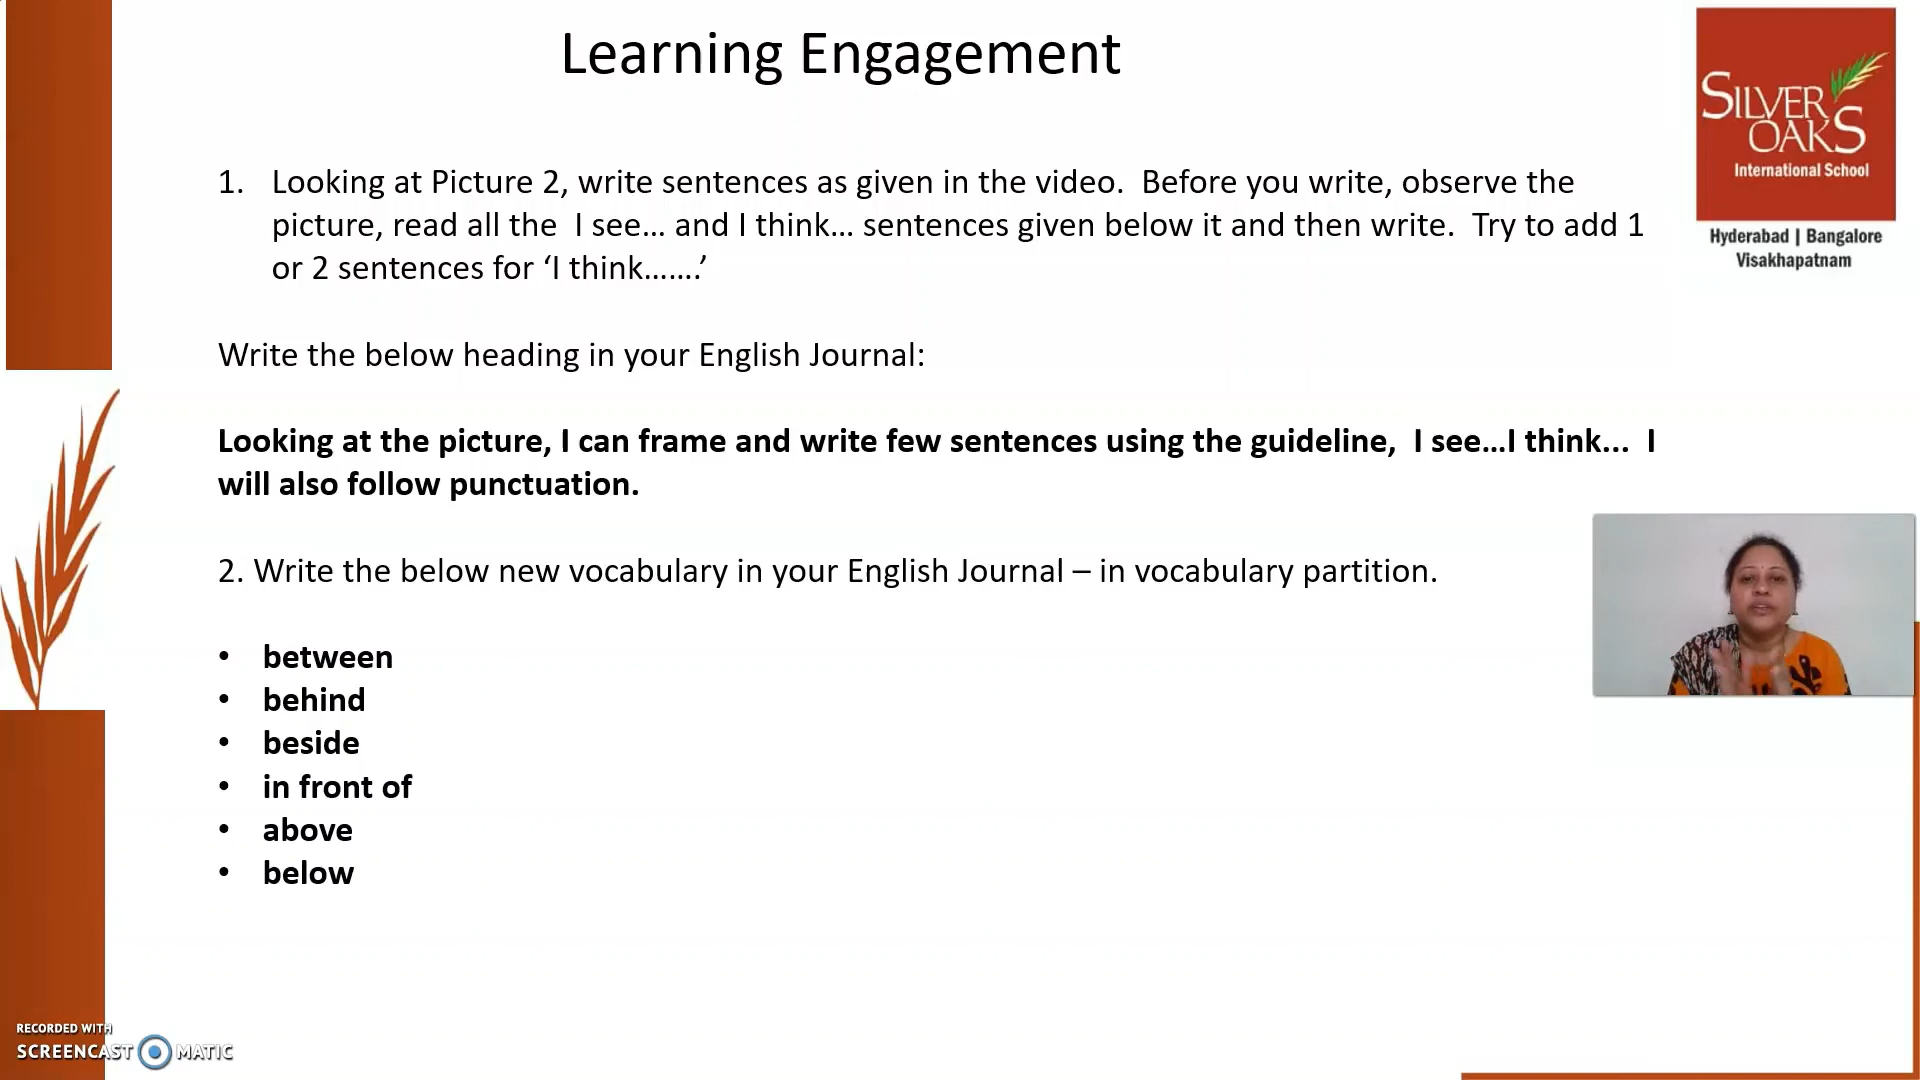 Learning Engagement
SILVER
OAKS
International School
Hyderabad | Bangalore
Visakhapatnam
1. Looking at Picture 2, write sentences as given in the video.  Before you write, observe the
picture, read all the  I see... and I think... sentences given below it and then write.  Try to add 1
or 2 sentences for ‘I think.......’
Write the below heading in your English Journal:
Looking at the picture, I can frame and write few sentences using the guideline,  I see...I think...  I
will also follow punctuation.
2. Write the below new vocabulary in your English Journal – in vocabulary partition.
• between
• behind
• beside
• in front of
• above
• below
RECORDED WITH
SCREENCAST MATIC